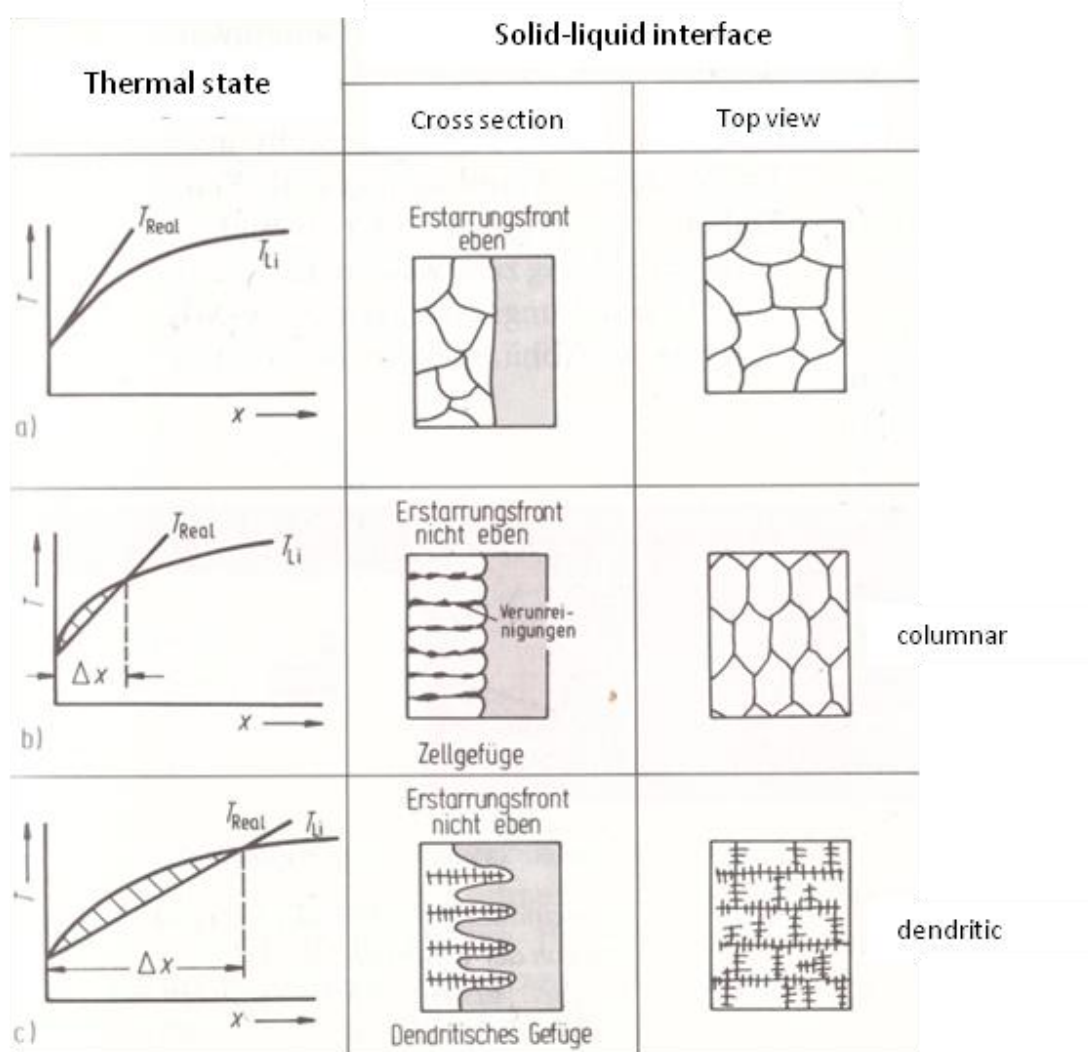 Thermal state
Solid-liquid interface
Cross section
Top view
T
T_Real
T_Li
x
a)
Erstarrungsfront
eben
T
T_Real
T_Li
Δx
x
b)
Erstarrungsfront
nicht eben
Verunrei-
nigungen
Zellgefüge
columnar
T
T_Real
T_Li
Δx
x
c)
Erstarrungsfront
nicht eben
Dendritisches Gefüge
dendritic